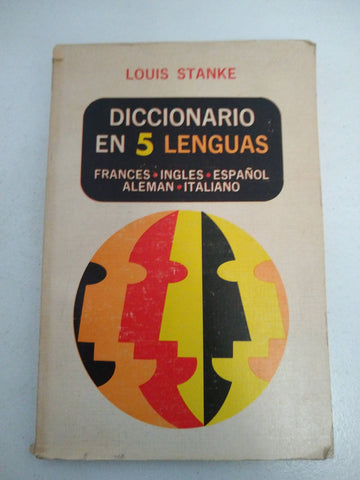 LOUIS STANKE
DICCIONARIO
EN 5 LENGUAS
FRANCES • INGLES • ESPAÑOL
ALEMAN • ITALIANO